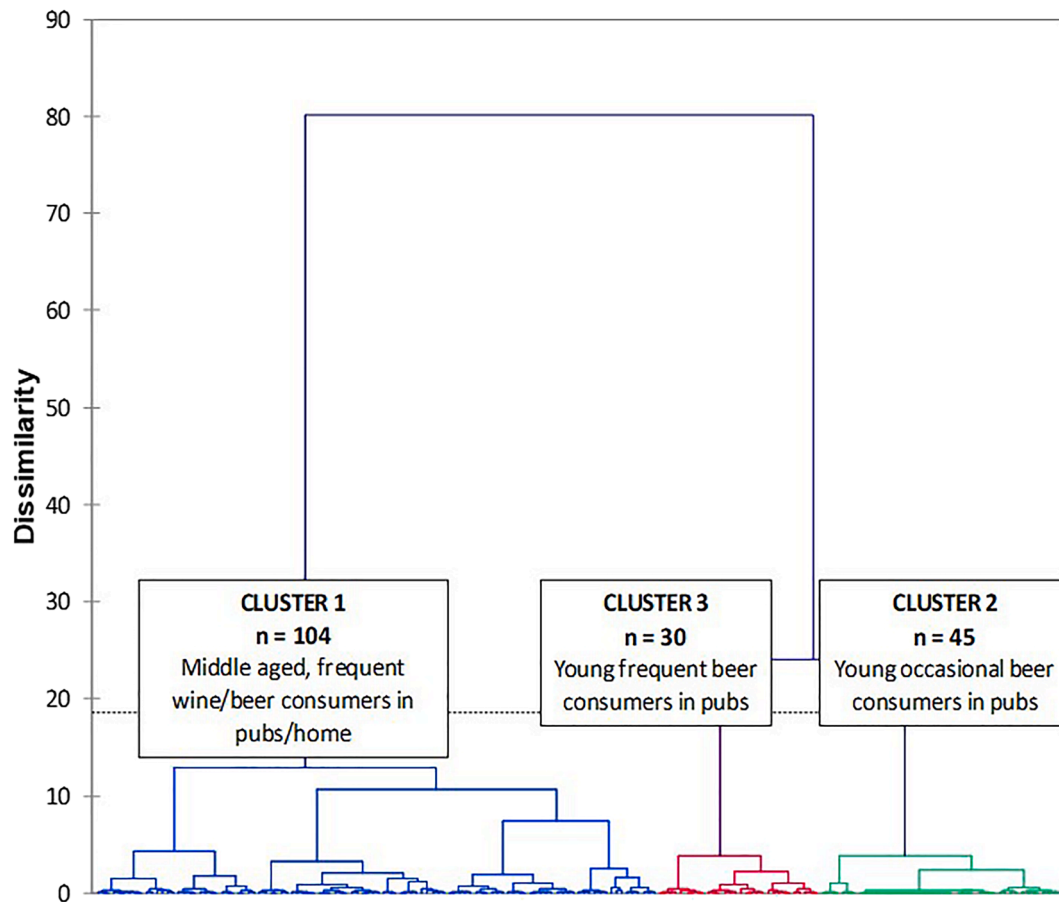 90
80
70
60
50
40
30
20
10
0
Dissimilarity
CLUSTER 1
n = 104
Middle aged, frequent
wine/beer consumers in
pubs/home
CLUSTER 3
n = 30
Young frequent beer
consumers in pubs
CLUSTER 2
n = 45
Young occasional beer
consumers in pubs